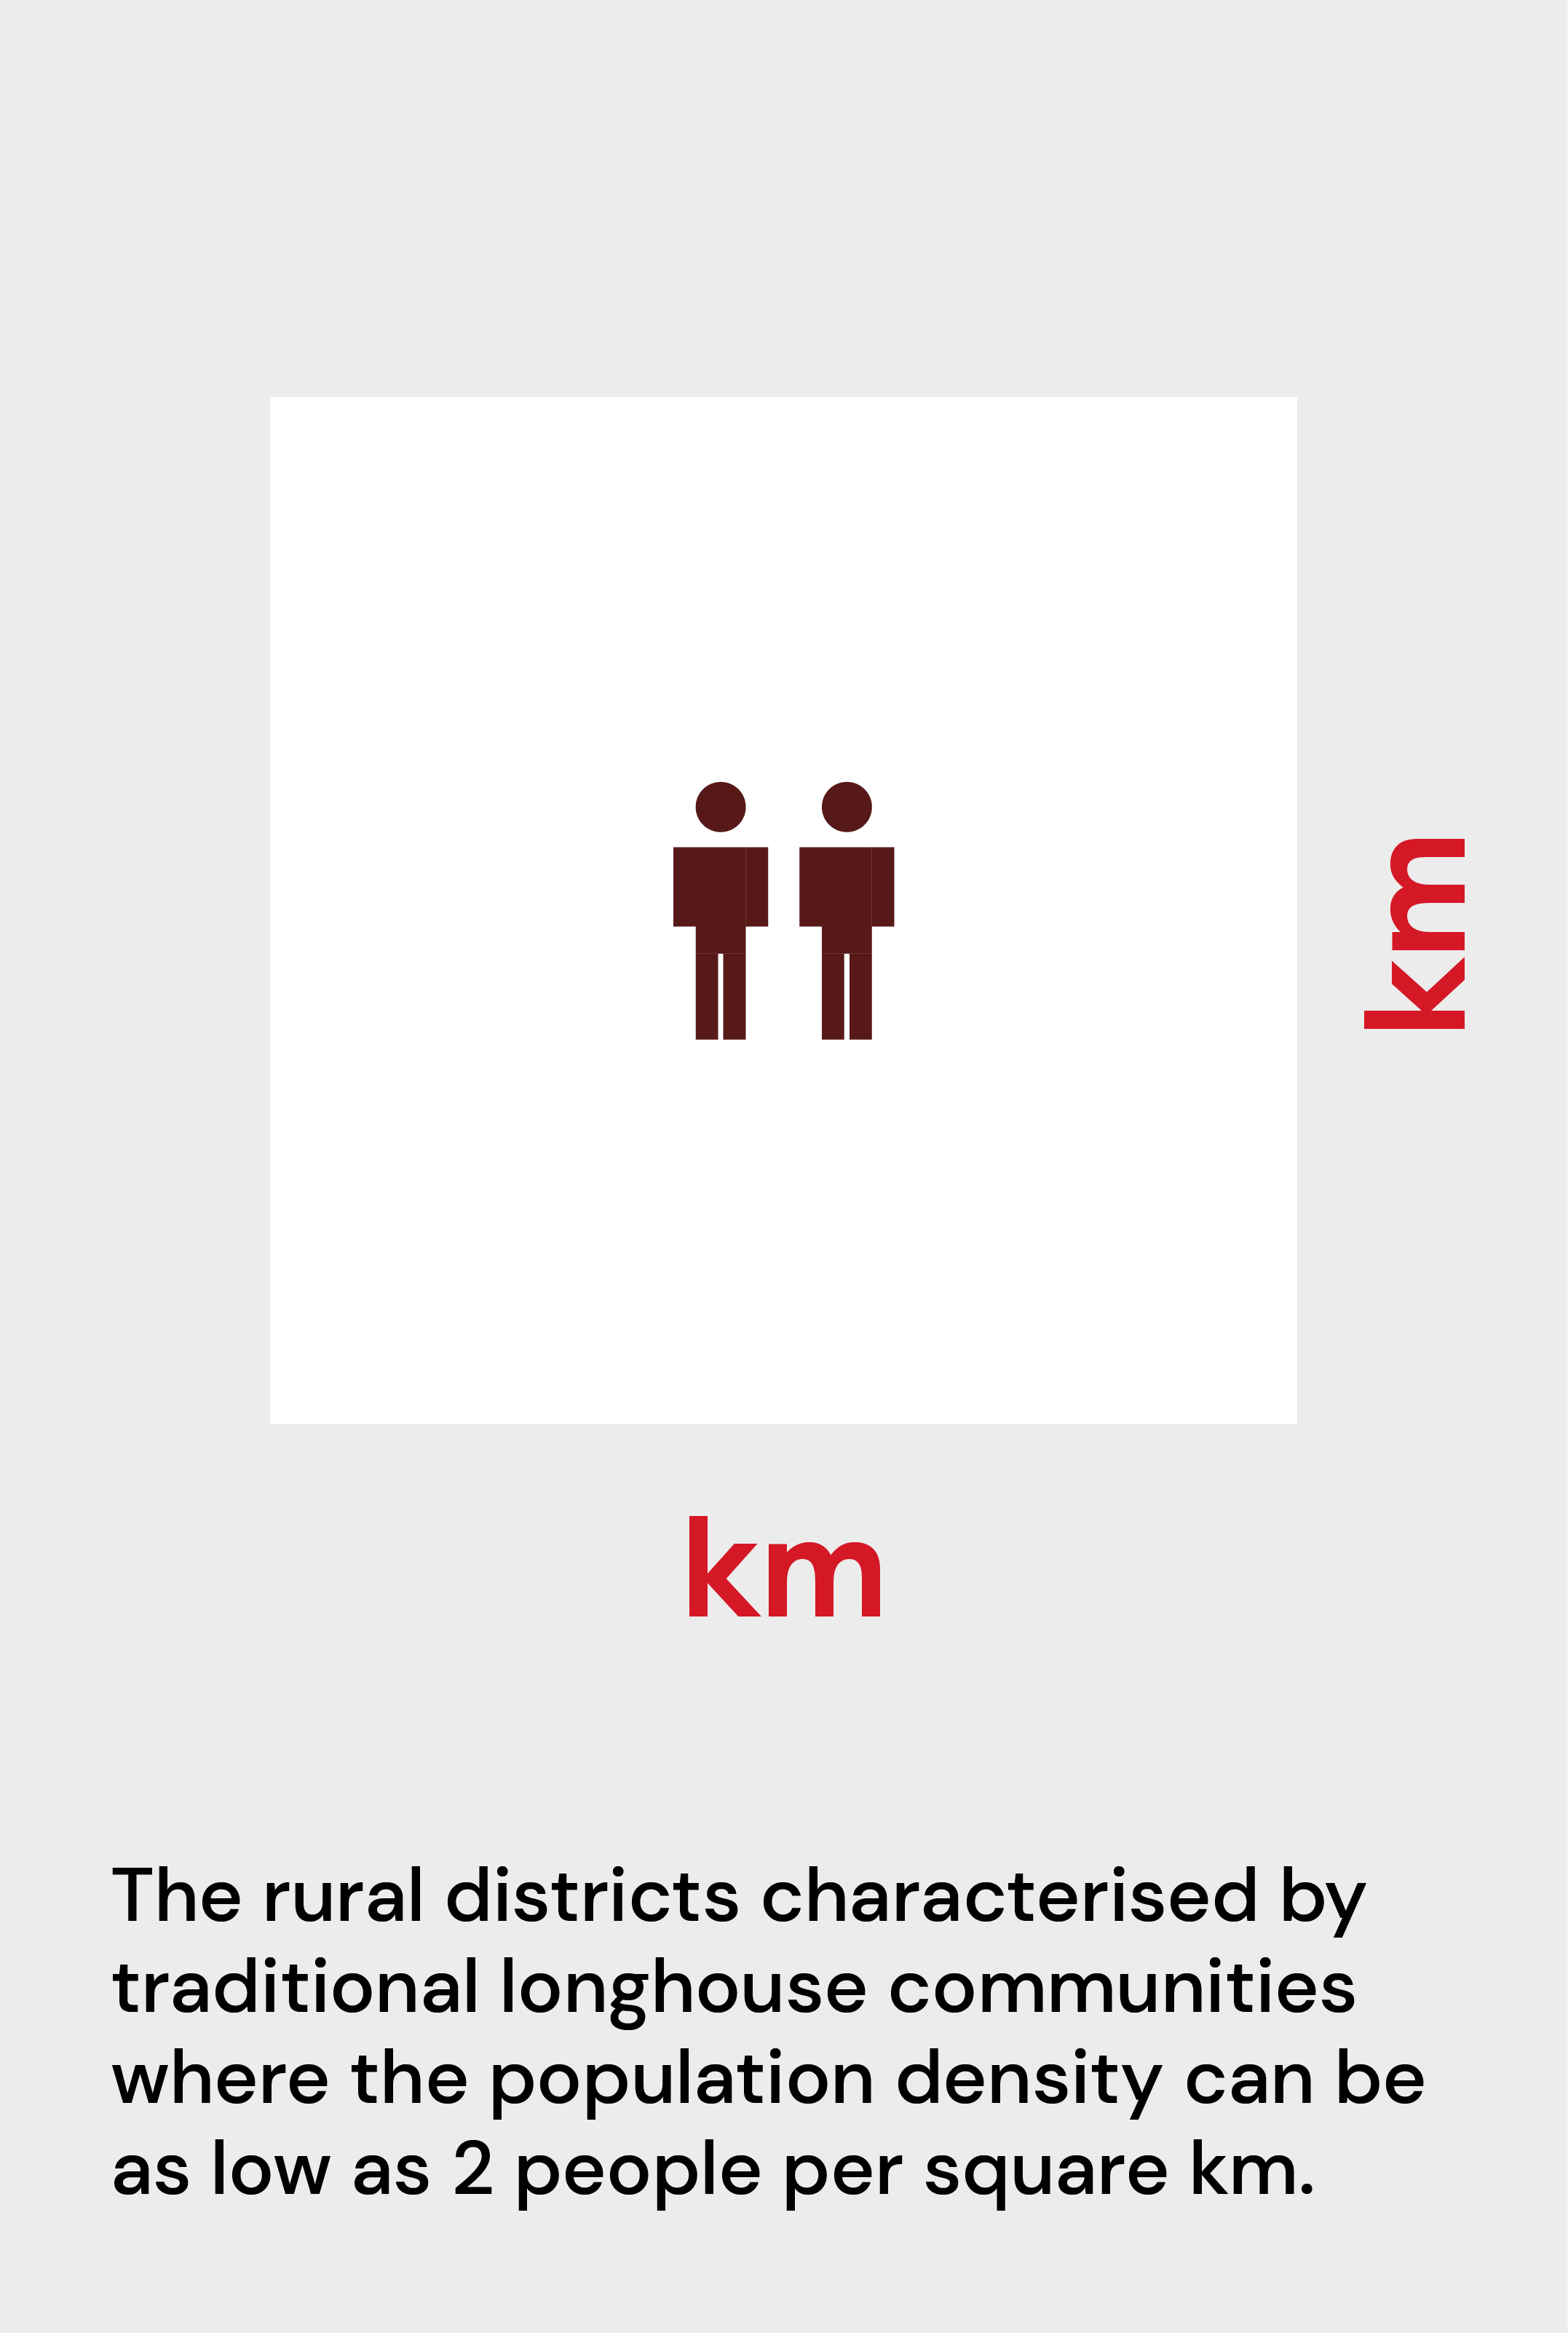 km
km
The rural districts characterised by
traditional longhouse communities
where the population density can be
as low as 2 people per square km.